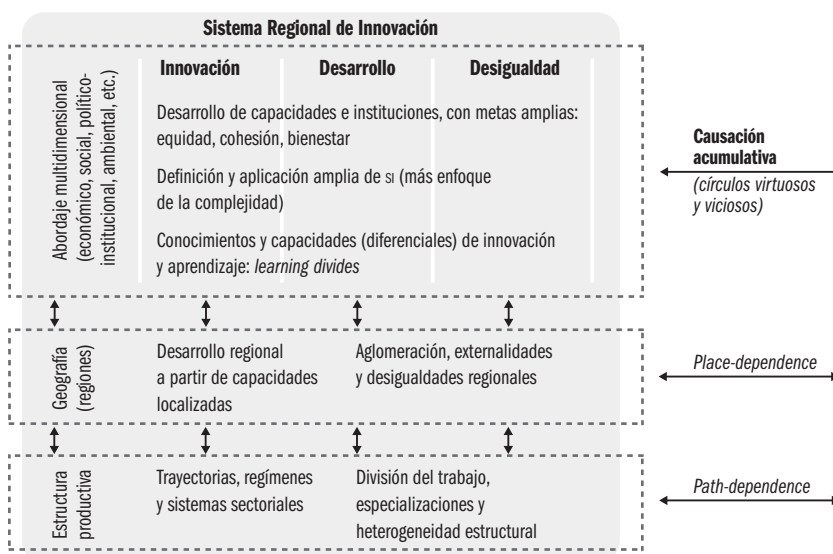 Sistema Regional de Innovación
Innovación
Desarrollo
Desigualdad
Abordaje multidimensional
(económico, social, político-
institucional, ambiental, etc.)
Desarrollo de capacidades e instituciones, con metas amplias:
equidad, cohesión, bienestar
Definición y aplicación amplia de SI (más enfoque
de la complejidad)
Conocimientos y capacidades (diferenciales) de innovación
y aprendizaje: learning divides
Causación
acumulativa
(círculos virtuosos
y viciosos)
Geografía
(regiones)
Desarrollo regional
a partir de capacidades
localizadas
Aglomeración, externalidades
y desigualdades regionales
Place-dependence
Estructura
productiva
Trayectorias, regímenes
y sistemas sectoriales
División del trabajo,
especializaciones y
heterogeneidad estructural
Path-dependence